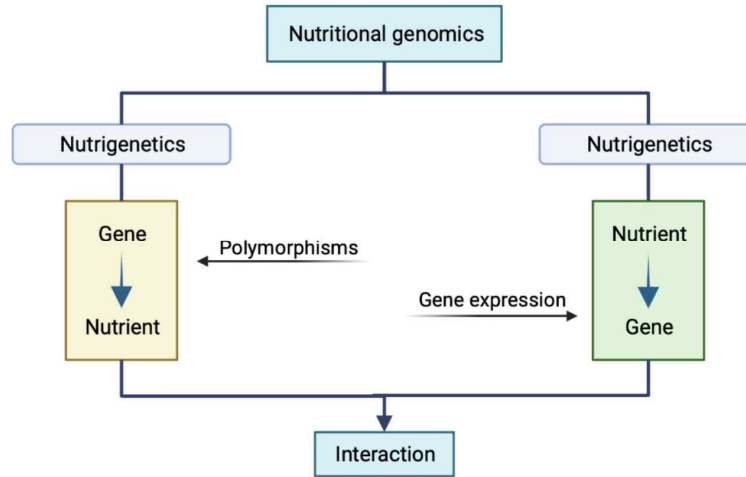 Nutritional genomics
Nutrigenetics
Nutrigenetics
Gene
Nutrient
Polymorphisms
Gene expression
Nutrient
Gene
Interaction